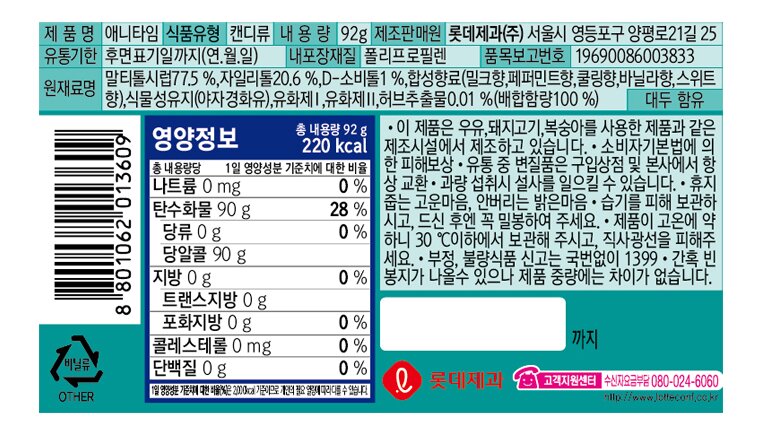 제 품 명 애니타임 식품유형 캔디류 내 용 량 92g 제조판매원 롯데제과(주) 서울시 영등포구 양평로21길 25
유통기한 후면표기일까지(연.월.일) 내포장재질 폴리프로필렌 품목보고번호 19690086003833
원재료명 말티톨시럽77.5 %,자일리톨20.6 %,D-소비톨1 %,합성향료(밀크향,페퍼민트향,쿨링향,바닐라향,스위트
향),식물성유지(야자경화유),유화제Ⅰ,유화제Ⅱ,허브추출물0.01 %(배합함량100 %) 대두 함유
8 801062 013609
비닐류
OTHER
영양정보 총 내용량 92 g
220 kcal
총 내용량당 1일 영양성분 기준치에 대한 비율
나트륨 0 mg 0 %
탄수화물 90 g 28 %
당류 0 g 0 %
당알콜 90 g
지방 0 g 0 %
트랜스지방 0 g
포화지방 0 g 0 %
콜레스테롤 0 mg 0 %
단백질 0 g 0 %
1일 영양성분 기준치에 대한 비율(%)은 2,000kcal 기준이므로 개인의 필요 열량에 따라 다를 수 있습니다.
• 이 제품은 우유,돼지고기,복숭아를 사용한 제품과 같은
제조시설에서 제조하고 있습니다. • 소비자기본법에 의
한 피해보상 • 유통 중 변질품은 구입상점 및 본사에서 항
상 교환 • 과량 섭취시 설사를 일으킬 수 있습니다. • 휴지
줍는 고운마음, 안버리는 밝은마음 • 습기를 피해 보관하
시고, 드신 후엔 꼭 밀봉하여 주세요. • 제품이 고온에 약
하니 30 ℃이하에서 보관해 주시고, 직사광선을 피해주
세요. • 부정, 불량식품 신고는 국번없이 1399 • 간혹 빈
봉지가 나올수 있으나 제품 중량에는 차이가 없습니다.
까지
롯데제과 고객지원센터 수신자요금부담 080-024-6060
http://www.lotteconf.co.kr